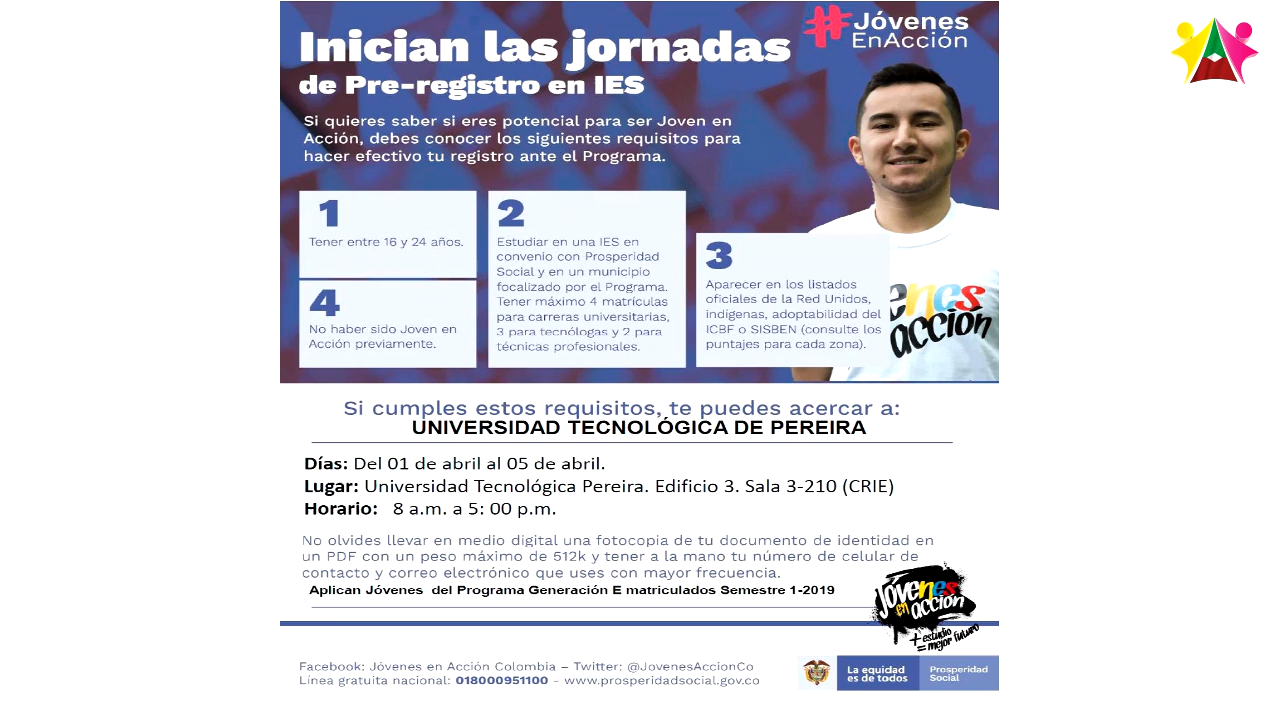 #Jóvenes
EnAcción
Inician las jornadas
de Pre-registro en IES
Si quieres saber si eres potencial para ser Joven en
Acción, debes conocer los siguientes requisitos para
hacer efectivo tu registro ante el Programa.
1
Tener entre 16 y 24 años.
2
Estudiar en una IES en
convenio con Prosperidad
Social y en un municipio
focalizado por el Programa.
Tener máximo 4 matrículas
para carreras universitarias,
3 para tecnólogas y 2 para
técnicas profesionales.
3
Aparecer en los listados
oficiales de la Red Unidos,
indígenas, adoptabilidad del
ICBF o SISBEN (consulte los
puntajes para cada zona).
4
No haber sido Joven en
Acción previamente.
enes
acción
Si cumples estos requisitos, te puedes acercar a:
UNIVERSIDAD TECNOLÓGICA DE PEREIRA
Días: Del 01 de abril al 05 de abril.
Lugar: Universidad Tecnológica Pereira. Edificio 3. Sala 3-210 (CRIE)
Horario: 8 a.m. a 5: 00 p.m.
No olvides llevar en medio digital una fotocopia de tu documento de identidad en
un PDF con un peso máximo de 512k y tener a la mano tu número de celular de
contacto y correo electrónico que uses con mayor frecuencia.
Aplican Jóvenes del Programa Generación E matriculados Semestre 1-2019
jóvenes
en acción
+ estudio
= mejor futuro
Facebook: Jóvenes en Acción Colombia – Twitter: @JovenesAccionCo
Línea gratuita nacional: 018000951100 - www.prosperidadsocial.gov.co
La equidad
es de todos
Prosperidad
Social